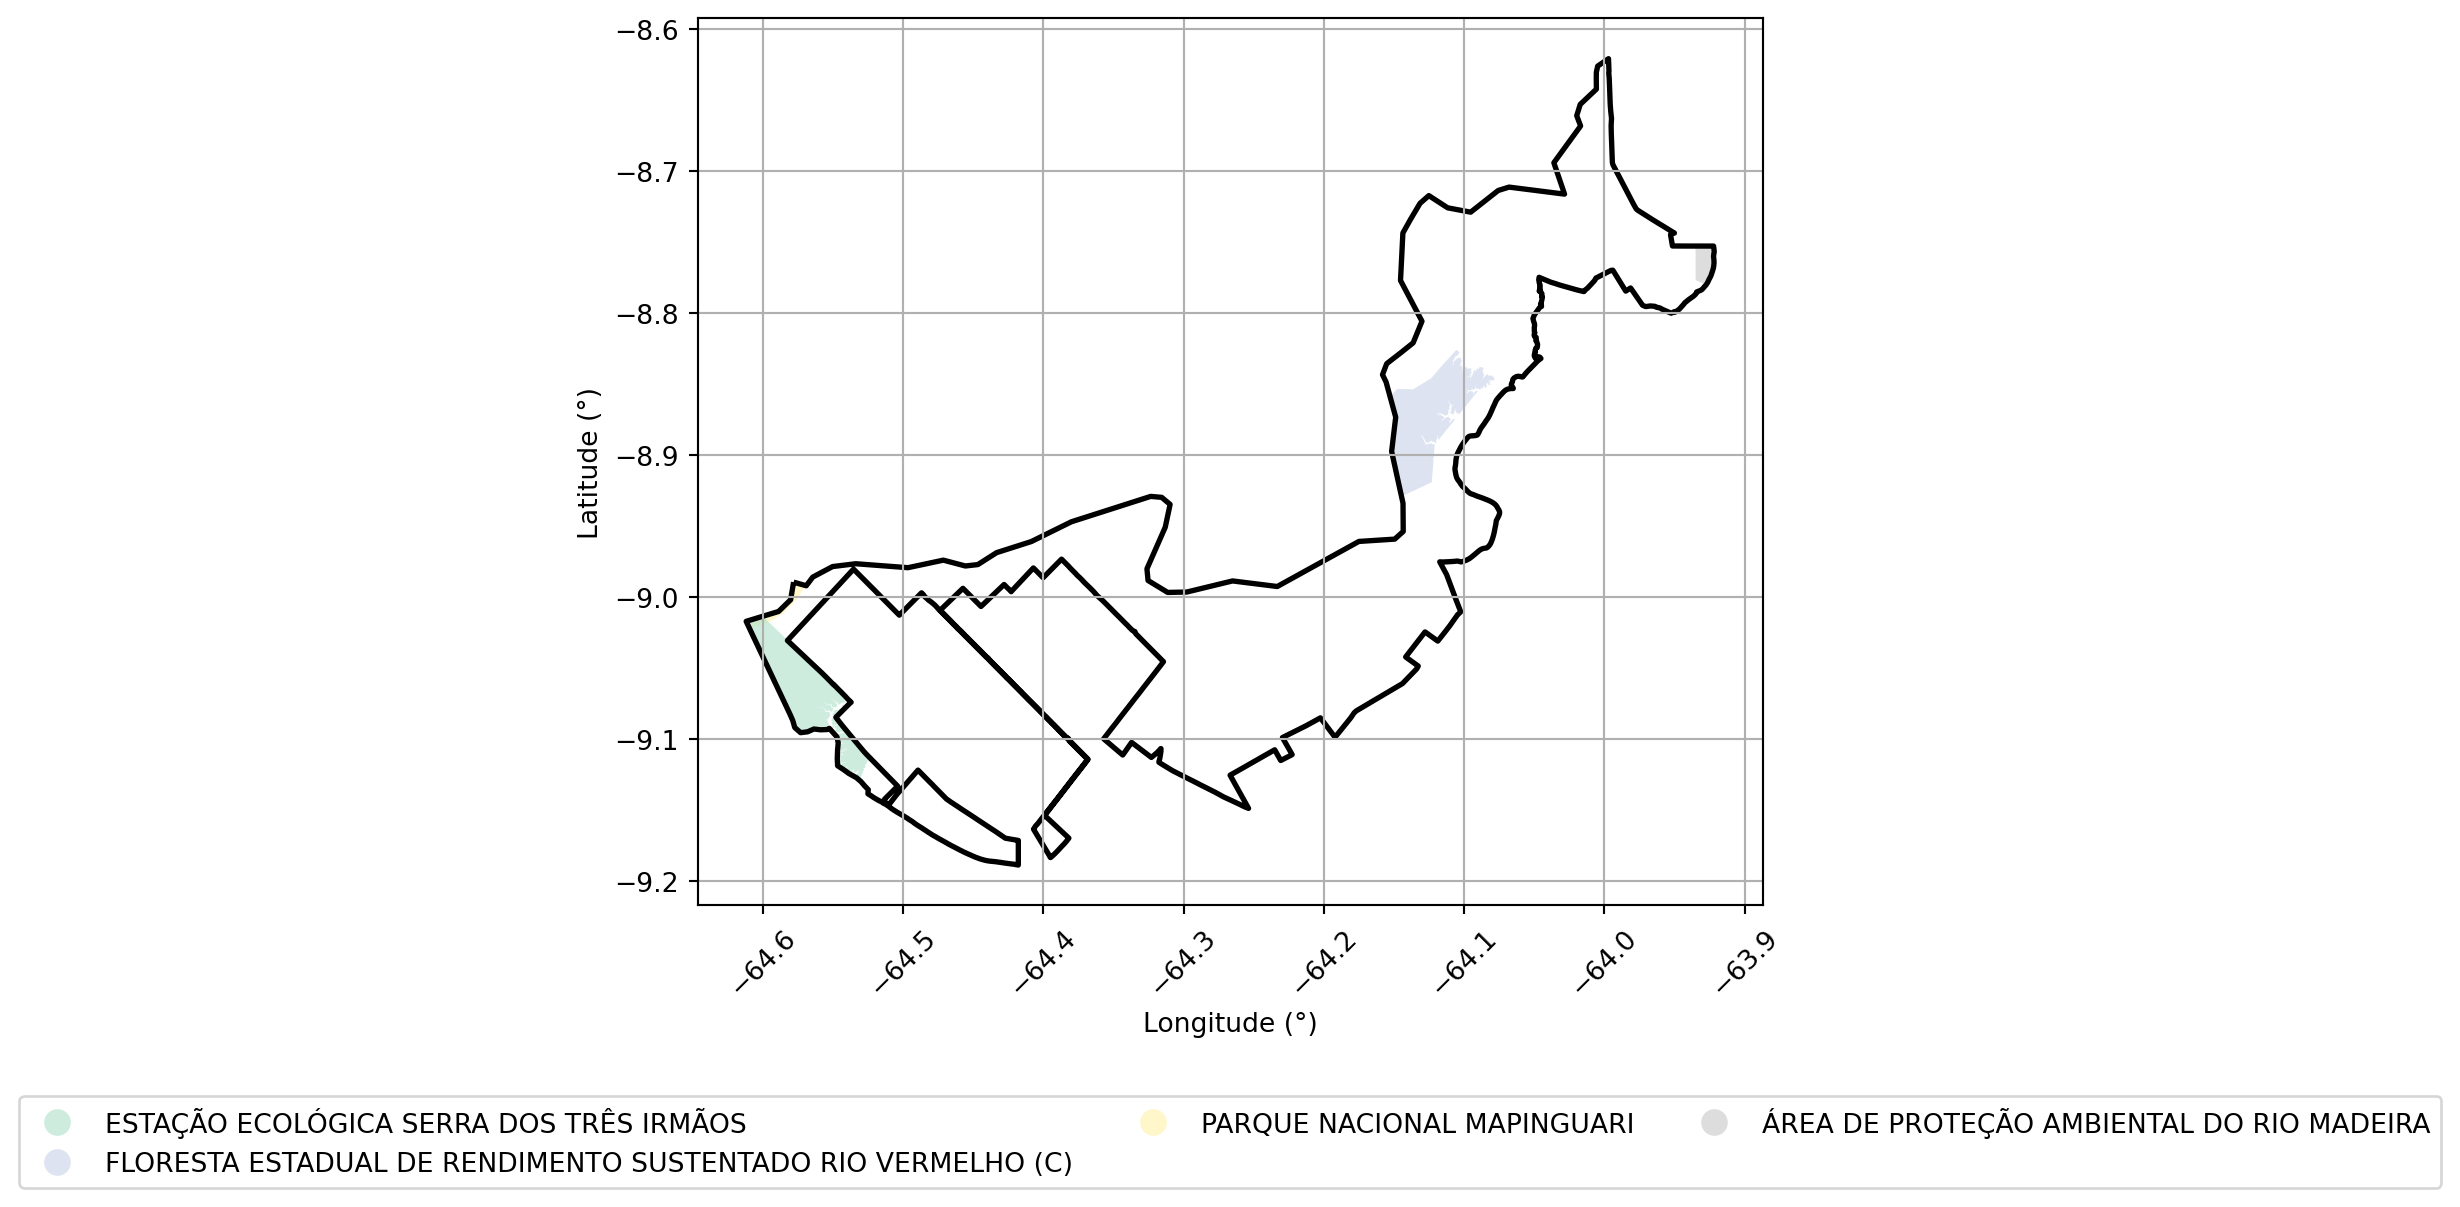 −8.6
−8.7
−8.8
−8.9
−9.0
−9.1
−9.2
Latitude (°)
−64.6
−64.5
−64.4
−64.3
−64.2
−64.1
−64.0
−63.9
Longitude (°)
ESTAÇÃO ECOLÓGICA SERRA DOS TRÊS IRMÃOS
FLORESTA ESTADUAL DE RENDIMENTO SUSTENTADO RIO VERMELHO (C)
PARQUE NACIONAL MAPINGUARI
ÁREA DE PROTEÇÃO AMBIENTAL DO RIO MADEIRA